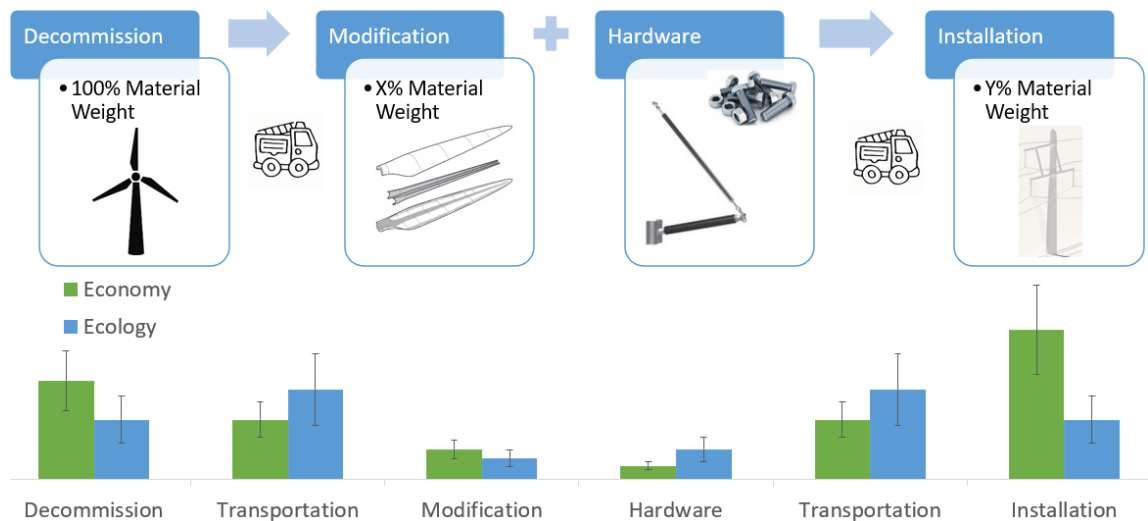 Decommission
Modification
Hardware
Installation
• 100% Material
Weight
• X% Material
Weight
• Y% Material
Weight
Economy
Ecology
Decommission
Transportation
Modification
Hardware
Transportation
Installation